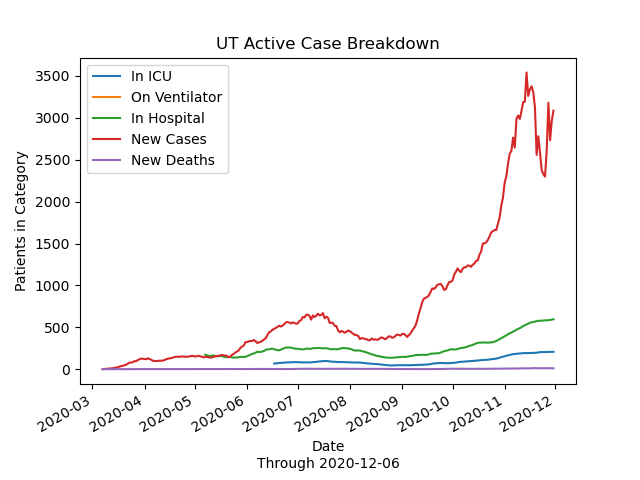 UT Active Case Breakdown
In ICU
On Ventilator
In Hospital
New Cases
New Deaths
Patients in Category
3500
3000
2500
2000
1500
1000
500
0
2020-03
2020-04
2020-05
2020-06
2020-07
2020-08
2020-09
2020-10
2020-11
2020-12
Date
Through 2020-12-06